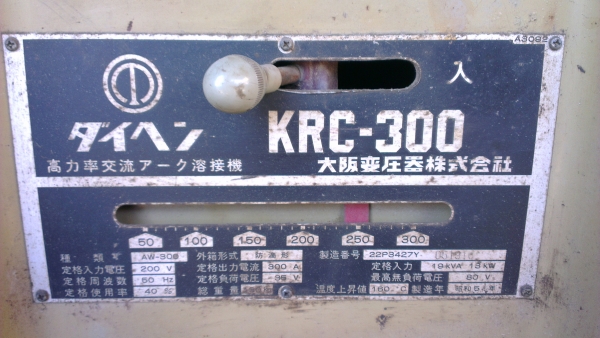 A9098
入
ダイヘン
KRC-300
高力率交流アーク溶接機
大阪変圧器株式会社
50 100 150 200 250 300
種類 AW-300 外箱形式 防滴形 製造番号 22P3427Y
定格入力電圧 200 V 定格出力電流 300 A 定格入力 19 kVA 13 kW
定格周波数 60 Hz 定格負荷電圧 35 V 最高無負荷電圧 80 V
定格使用率 40 % 総重量 温度上昇値 160 °C 製造年